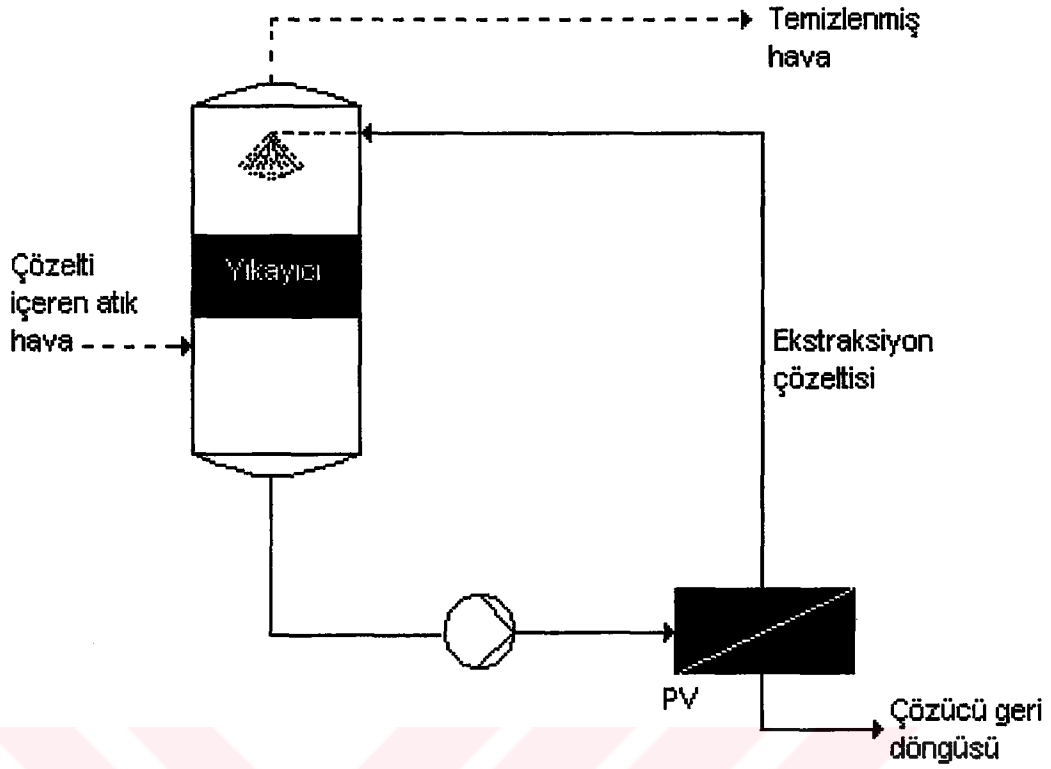 Temizlenmiş
hava
Yıkayıcı
Çözelti
içeren atık
hava
Ekstraksiyon
çözeltisi
PV
Çözücü geri
döngüsü